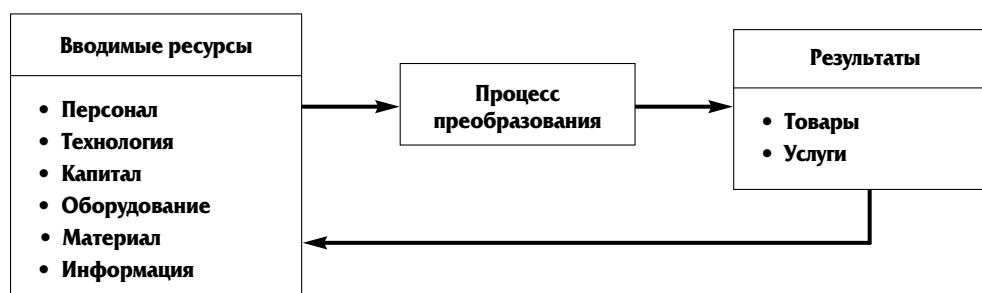 Вводимые ресурсы
• Персонал
• Технология
• Капитал
• Оборудование
• Материал
• Информация
Процесс
преобразования
Результаты
• Товары
• Услуги